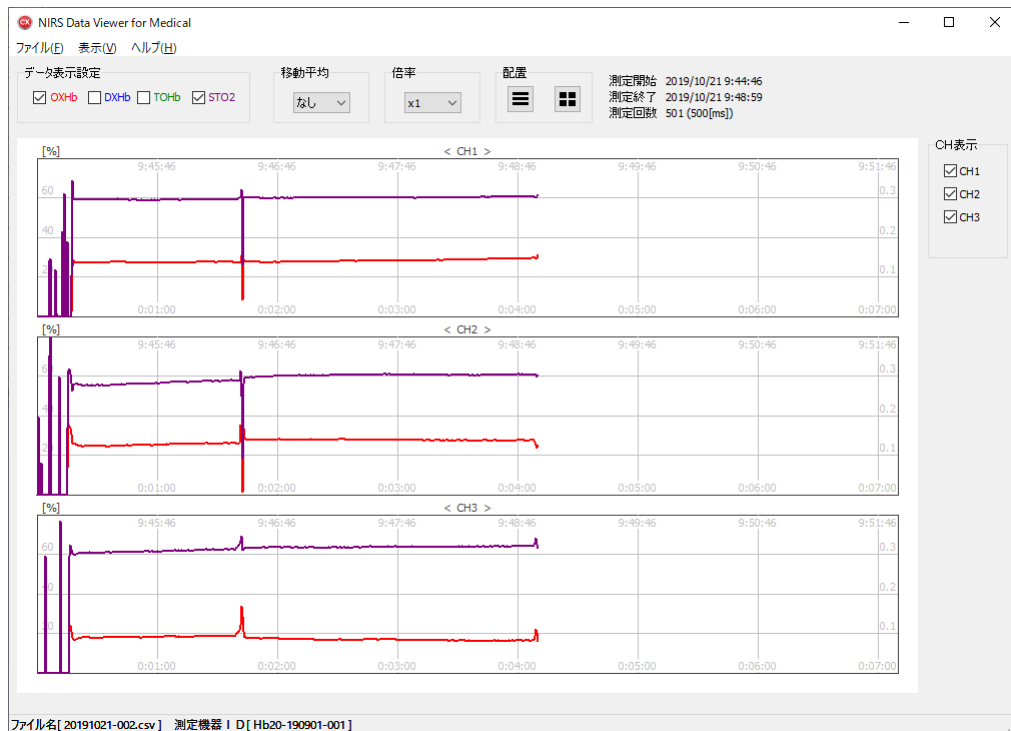 NIRS Data Viewer for Medical
ファイル(F) 表示(V) ヘルプ(H)
データ表示設定
OXHb DXHb TOHb STO2
移動平均
なし
倍率
x1
配置
測定開始 2019/10/21 9:44:46
測定終了 2019/10/21 9:48:59
測定回数 501 (500[ms])
CH表示
CH1
CH2
CH3
[%] < CH1 >
9:45:46 9:46:46 9:47:46 9:48:46 9:49:46 9:50:46 9:51:46
60 0.3
40 0.2
0.1
0:01:00 0:02:00 0:03:00 0:04:00 0:05:00 0:06:00 0:07:00
[%] < CH2 >
9:45:46 9:46:46 9:47:46 9:48:46 9:49:46 9:50:46 9:51:46
60 0.3
40 0.2
20 0.1
0:01:00 0:02:00 0:03:00 0:04:00 0:05:00 0:06:00 0:07:00
[%] < CH3 >
9:45:46 9:46:46 9:47:46 9:48:46 9:49:46 9:50:46 9:51:46
60 0.3
40 0.2
20 0.1
0:01:00 0:02:00 0:03:00 0:04:00 0:05:00 0:06:00 0:07:00
ファイル名[ 20191021-002.csv ] 測定機器ＩＤ[ Hb20-190901-001 ]